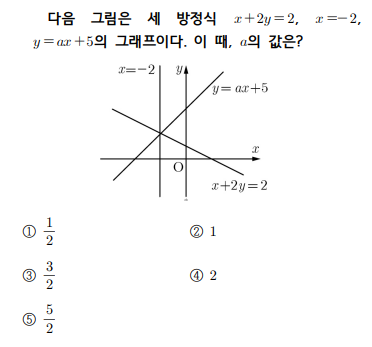 다음 그림은 세 방정식 x+2y=2, x=-2,
y=ax+5의 그래프이다. 이 때, a의 값은?
x=-2 y
y=ax+5
x
O
x+2y=2
① 1/2 ② 1
③ 3/2 ④ 2
⑤ 5/2